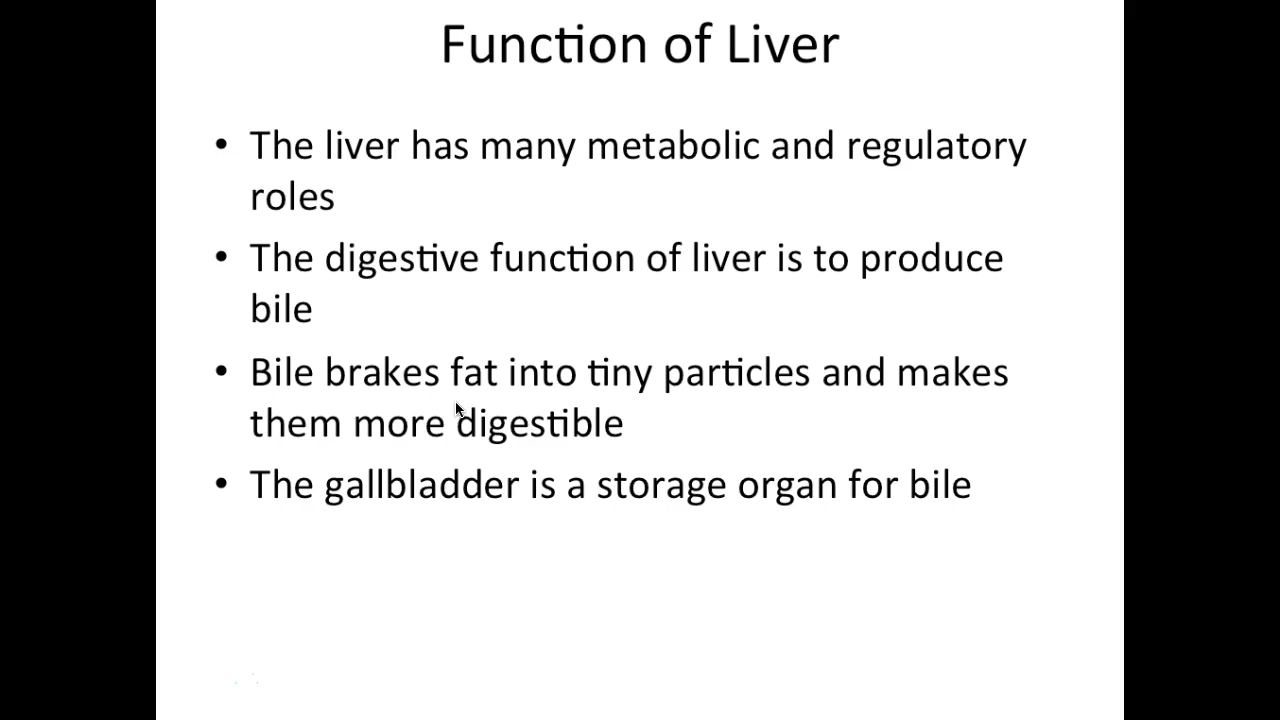 Function of Liver
• The liver has many metabolic and regulatory
roles
• The digestive function of liver is to produce
bile
• Bile brakes fat into tiny particles and makes
them more digestible
• The gallbladder is a storage organ for bile